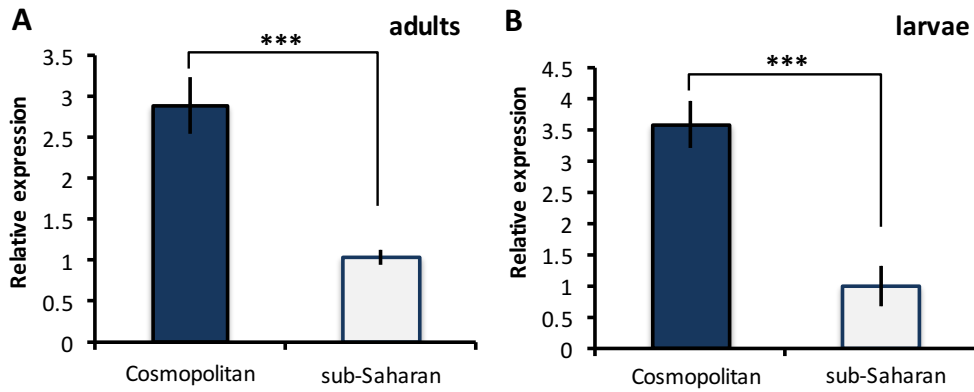 A
adults
***
Relative expression
3.5
3
2.5
2
1.5
1
0.5
0
Cosmopolitan
sub-Saharan
B
larvae
***
Relative expression
4.5
4
3.5
3
2.5
2
1.5
1
0.5
0
Cosmopolitan
sub-Saharan